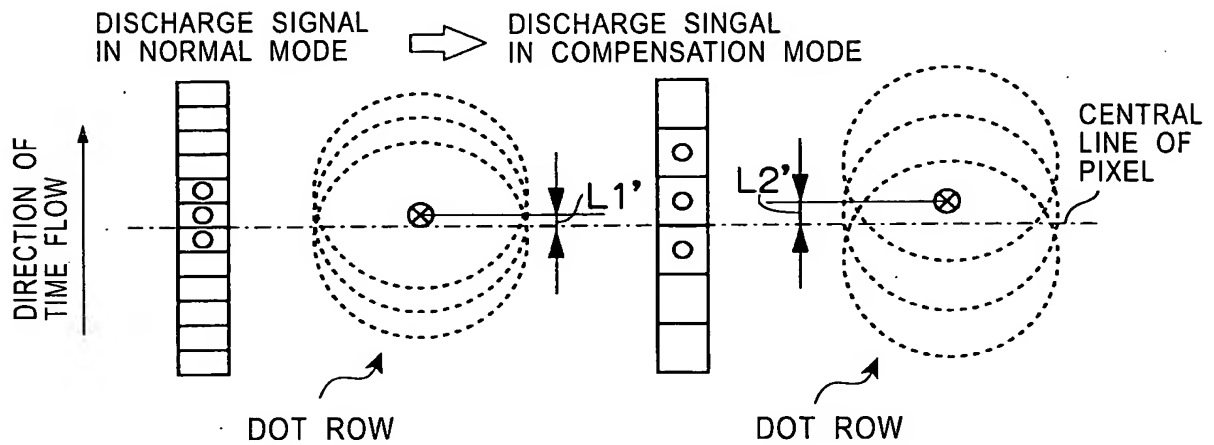 DISCHARGE SIGNAL
IN NORMAL MODE
DISCHARGE SINGAL
IN COMPENSATION MODE
DIRECTION OF
TIME FLOW
L1'
L2'
CENTRAL
LINE OF
PIXEL
DOT ROW
DOT ROW